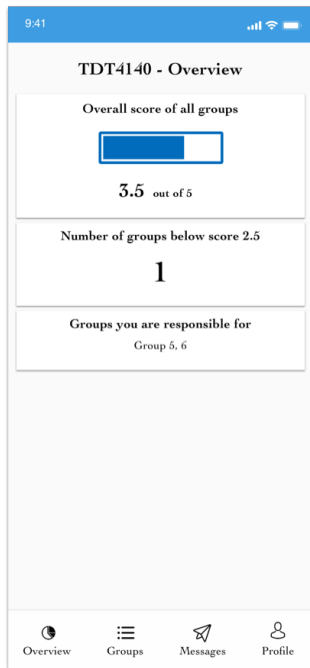 9:41
TDT4140 - Overview
Overall score of all groups
3.5 out of 5
Number of groups below score 2.5
1
Groups you are responsible for
Group 5, 6
Overview Groups Messages Profile